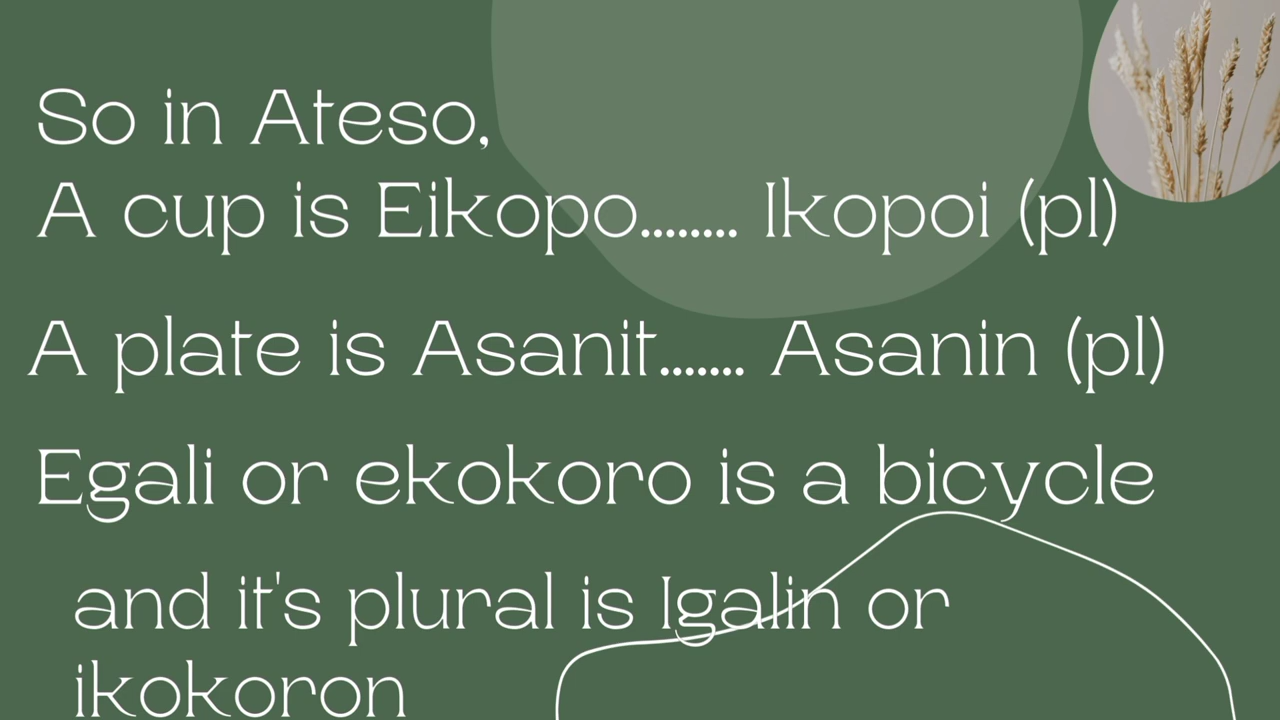 So in Ateso,
A cup is Eikopo........ Ikopoi (pl)
A plate is Asanit....... Asanin (pl)
Egali or ekokoro is a bicycle
and it's plural is Igalin or
ikokoron